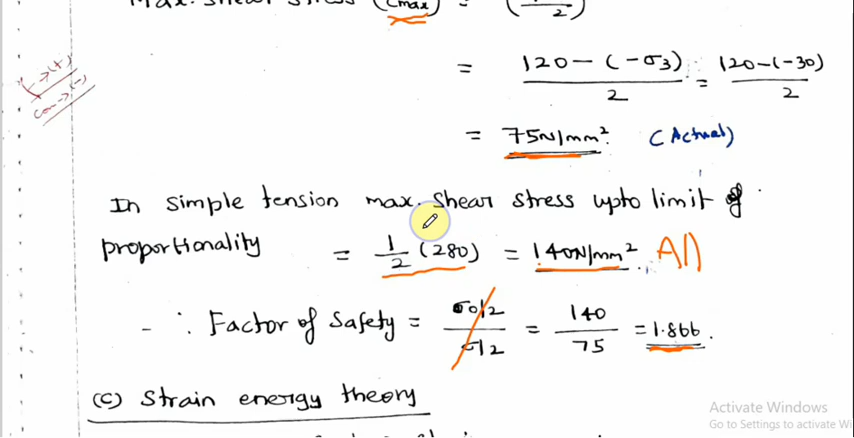 Max. Shear stress (τmax) =
2
= 120 - (-σ3) / 2 = 120 - (-30) / 2
T → (+)
Com → (-)
= 75N/mm² (Actual)
In simple tension max. shear stress upto limit of
proportionality = 1/2 (280) = 140N/mm². All
∴ Factor of Safety = σ0/2 / σ/2 = 140 / 75 = 1.866.
(c) Strain energy theory
Activate Windows
Go to Settings to activate Wi